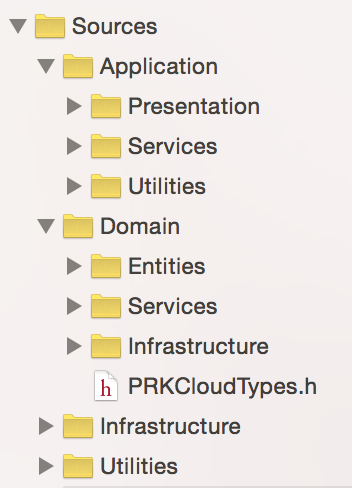 Sources
Application
Presentation
Services
Utilities
Domain
Entities
Services
Infrastructure
h PRKCloudTypes.h
Infrastructure
Utilities